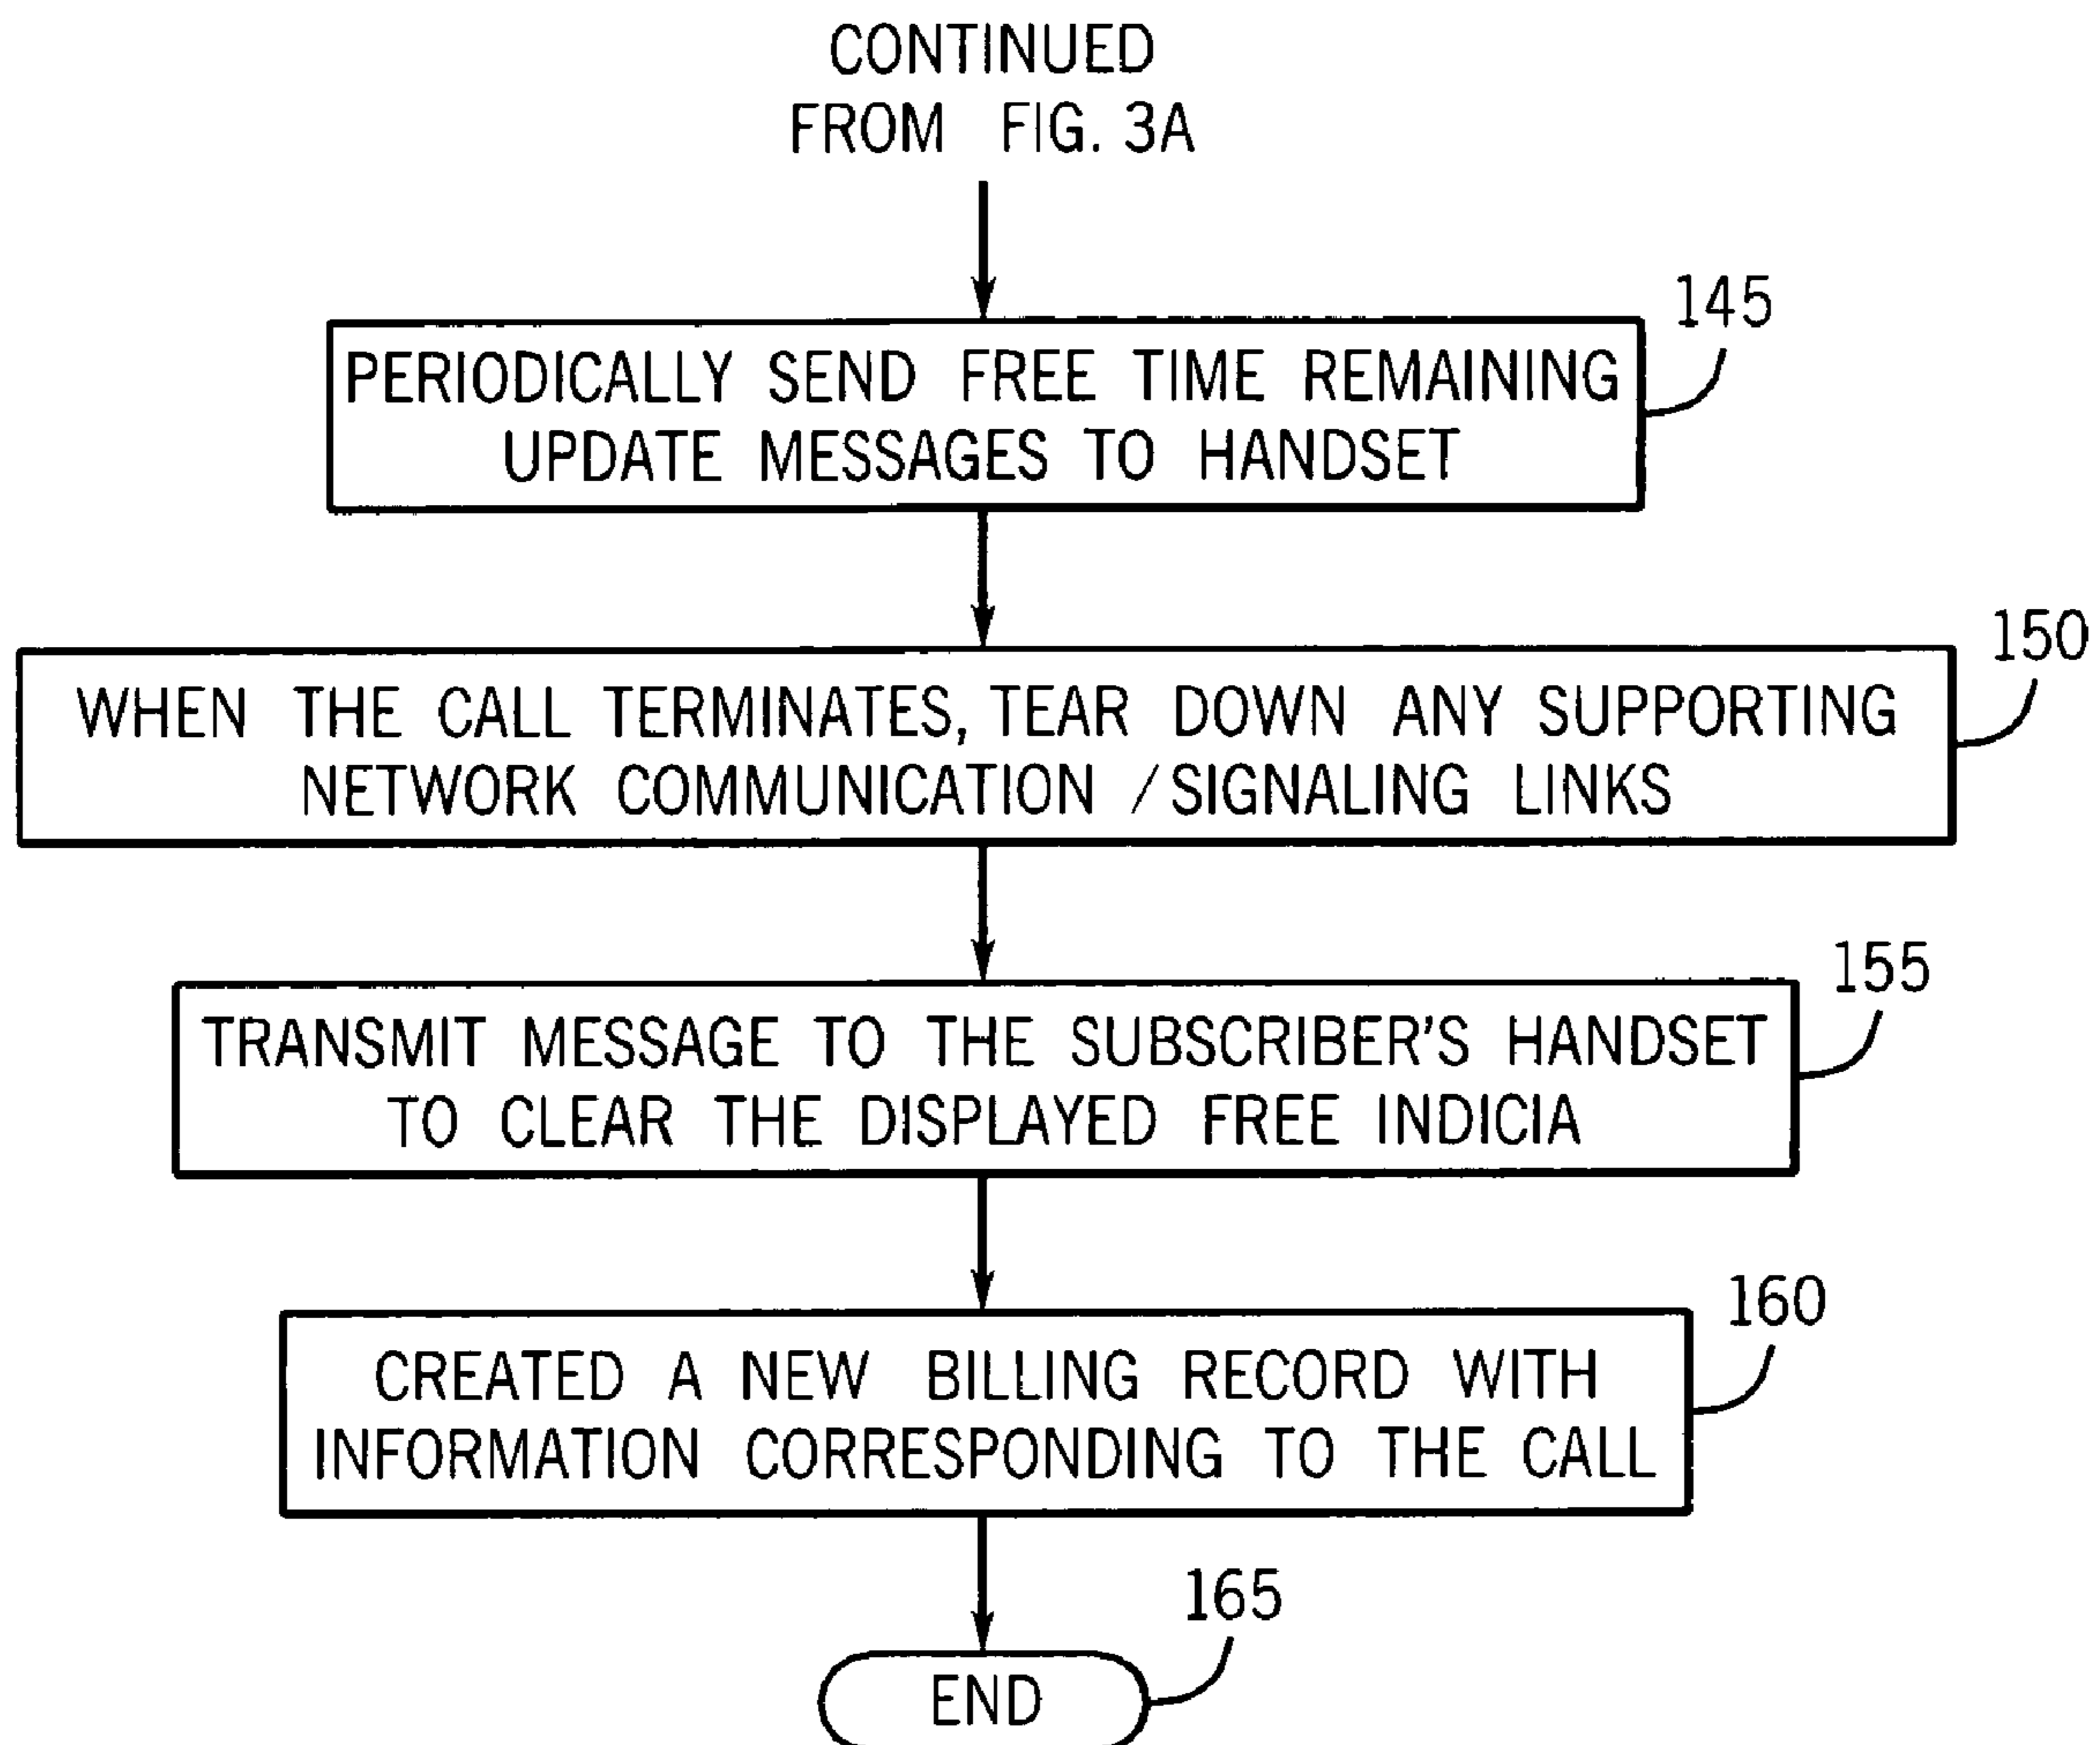 CONTINUED
FROM FIG. 3A
145
PERIODICALLY SEND FREE TIME REMAINING
UPDATE MESSAGES TO HANDSET
150
WHEN THE CALL TERMINATES, TEAR DOWN ANY SUPPORTING
NETWORK COMMUNICATION /SIGNALING LINKS
155
TRANSMIT MESSAGE TO THE SUBSCRIBER'S HANDSET
TO CLEAR THE DISPLAYED FREE INDICIA
160
CREATED A NEW BILLING RECORD WITH
INFORMATION CORRESPONDING TO THE CALL
165
END